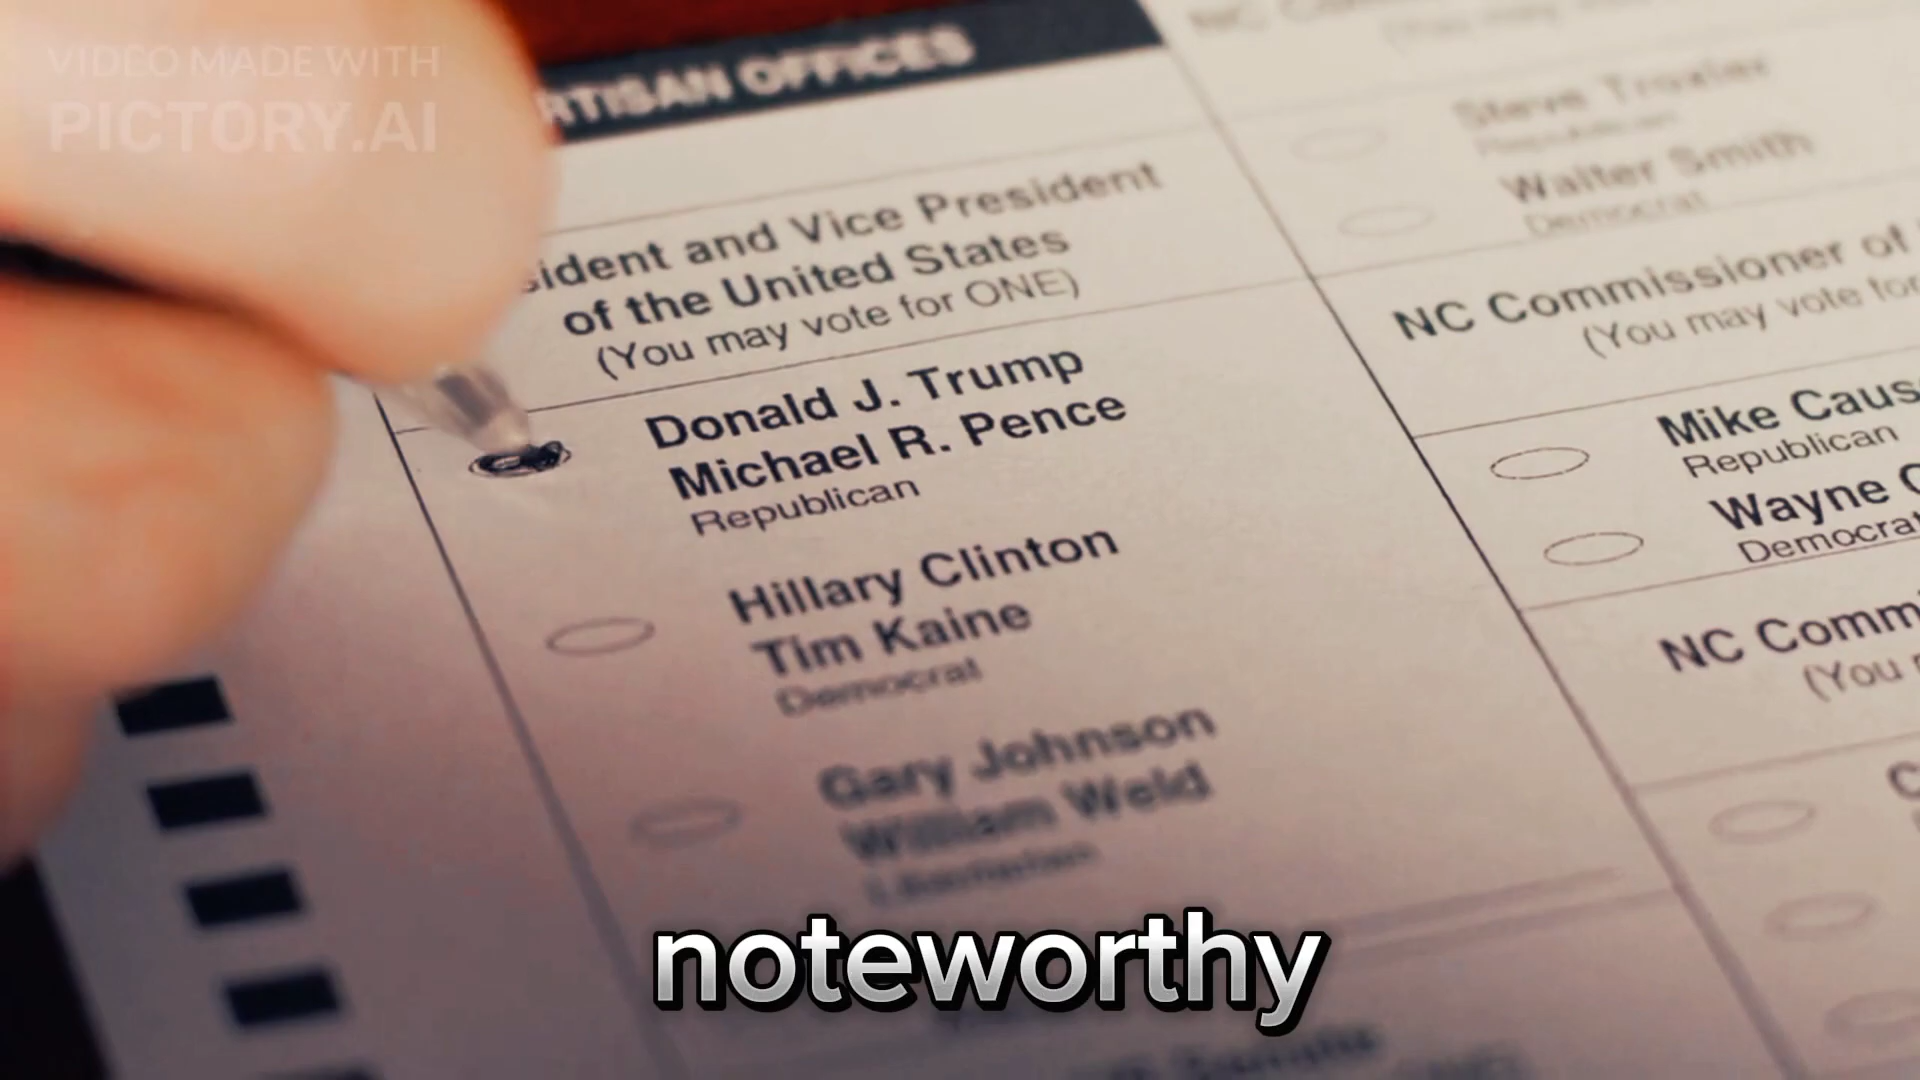 VIDEO MADE WITH
PICTORY.AI
RTISAN OFFICES
sident and Vice President
of the United States
(You may vote for ONE)
Donald J. Trump
Michael R. Pence
Republican
Hillary Clinton
Tim Kaine
Democrat
Gary Johnson
William Weld
Libertarian
Steve Troxler
Republican
Walter Smith
Democrat
NC Commissioner of
(You may vote for
Mike Caus
Republican
Wayne
Democrat
NC Comm
(You
noteworthy